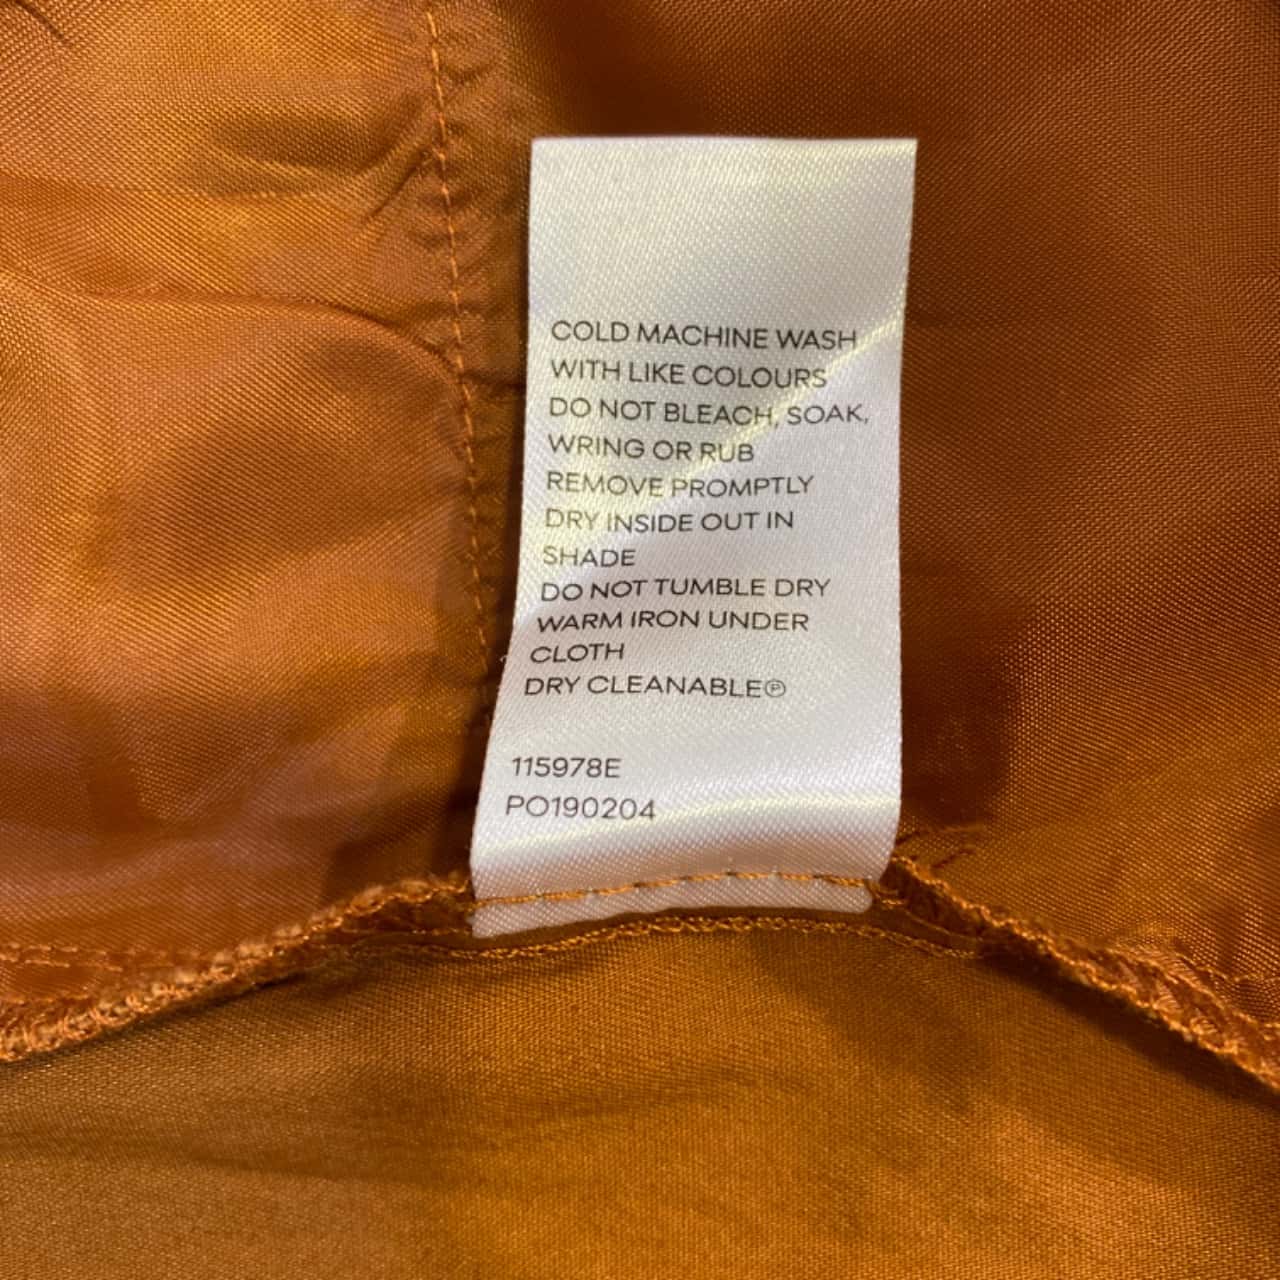 COLD MACHINE WASH
WITH LIKE COLOURS
DO NOT BLEACH, SOAK,
WRING OR RUB
REMOVE PROMPTLY
DRY INSIDE OUT IN
SHADE
DO NOT TUMBLE DRY
WARM IRON UNDER
CLOTH
DRY CLEANABLEⓅ
115978E
PO190204